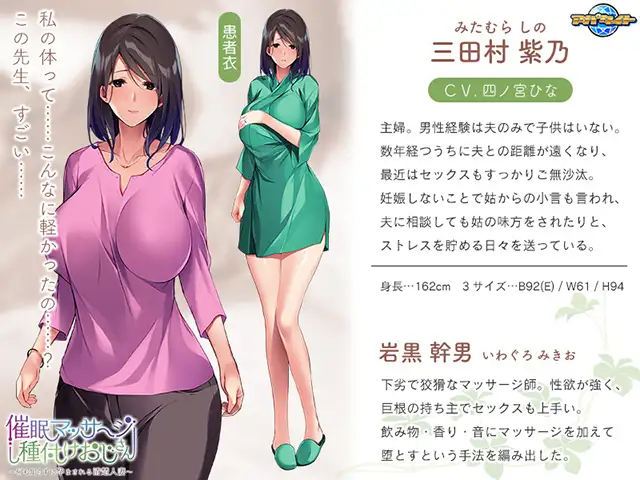 私の体って……こんなに軽かったの……？
この先生、すごい……
患者衣
催眠マッサージ
種付けおじさん
アパダッシュ
みたむら しの
三田村 紫乃
ＣＶ. 四ノ宮ひな
主婦。男性経験は夫のみで子供はいない。
数年経つうちに夫との距離が遠くなり、
最近はセックスもすっかりご無沙汰。
妊娠しないことで姑からの小言も言われ、
夫に相談しても姑の味方をされたりと、
ストレスを貯める日々を送っている。
身長…162cm 3サイズ…B92(E) / W61 / H94
岩黒 幹男 いわぐろ みきお
下劣で狡猾なマッサージ師。性欲が強く、
巨根の持ち主でセックスも上手い。
飲み物・香り・音にマッサージを加えて
堕とすという手法を編み出した。